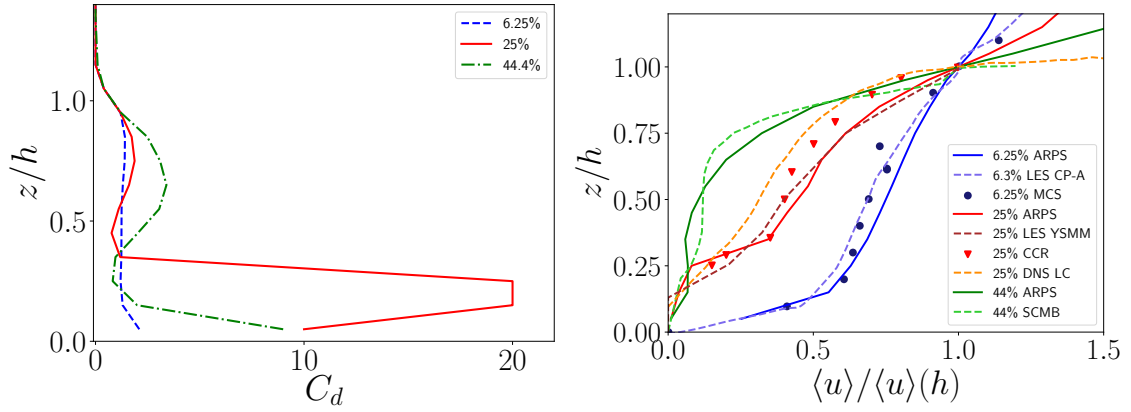 6.25%
25%
44.4%
1.0
0.5
0.0
z/h
0
10
20
C_d
1.00
0.75
0.50
0.25
0.00
z/h
6.25% ARPS
6.3% LES CP-A
6.25% MCS
25% ARPS
25% LES YSMM
25% CCR
25% DNS LC
44% ARPS
44% SCMB
0.0
0.5
1.0
1.5
⟨u⟩/⟨u⟩(h)